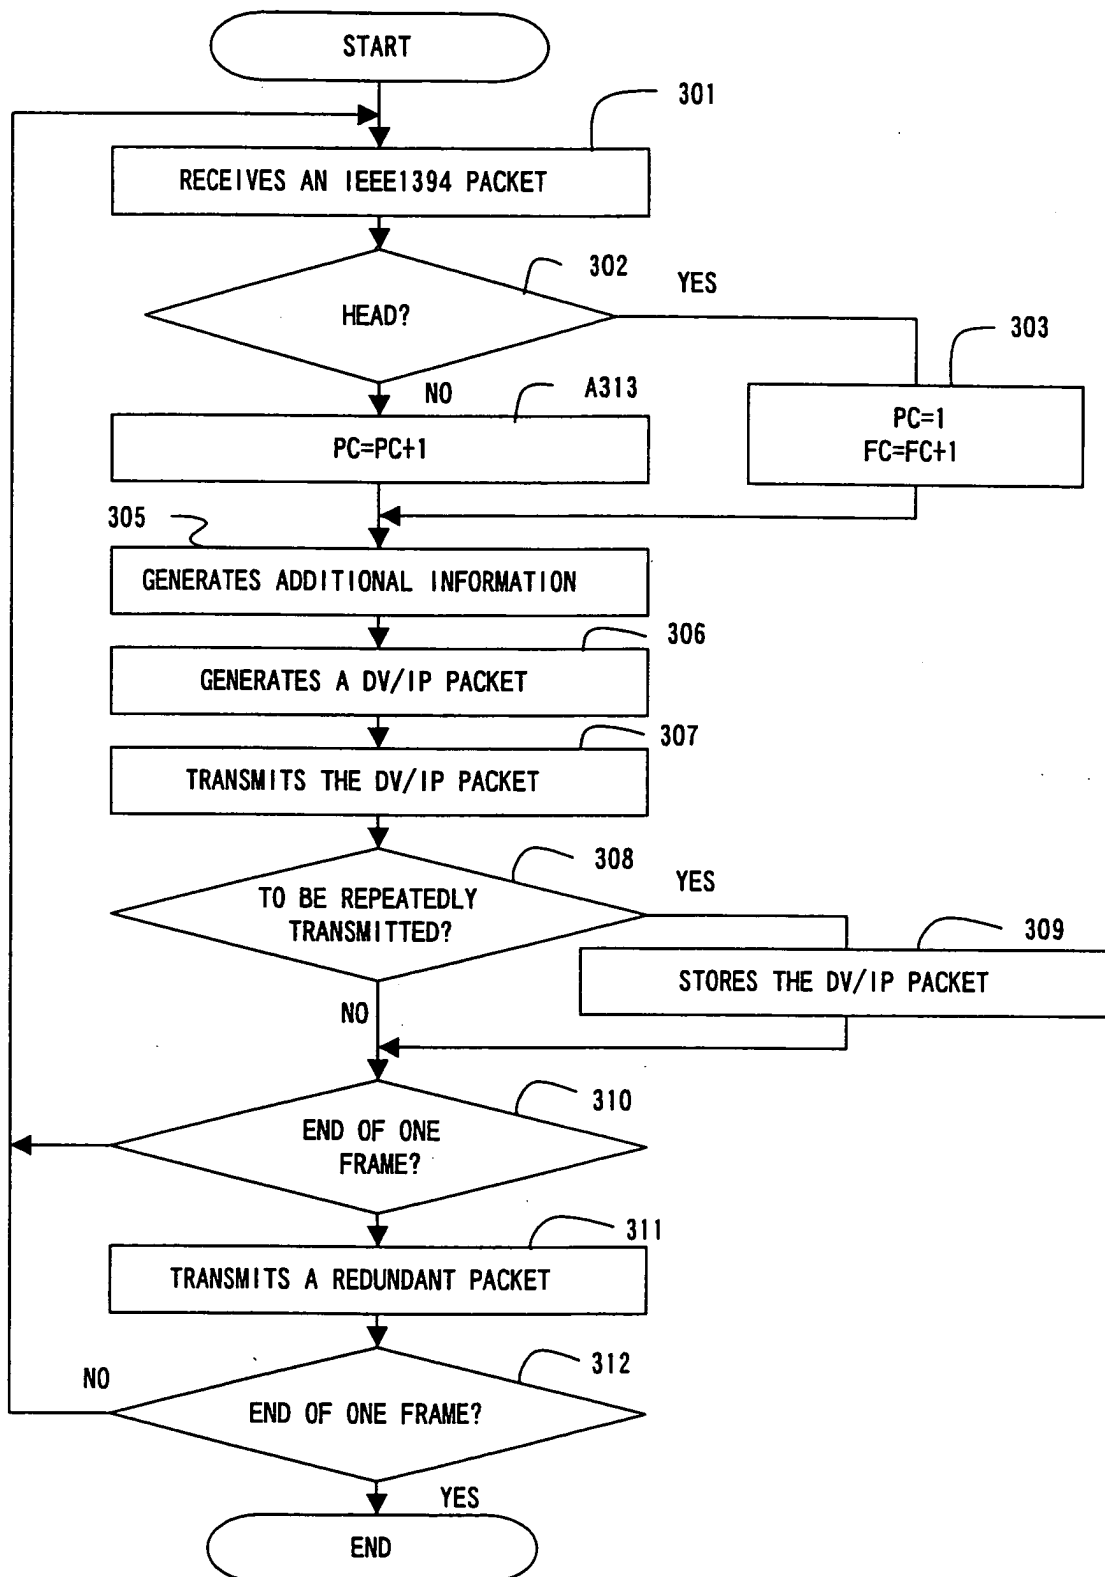 START
301
RECEIVES AN IEEE1394 PACKET
302
YES
HEAD?
303
NO
A313
PC=1
FC=FC+1
PC=PC+1
305
GENERATES ADDITIONAL INFORMATION
306
GENERATES A DV/IP PACKET
307
TRANSMITS THE DV/IP PACKET
308
YES
TO BE REPEATEDLY
TRANSMITTED?
309
STORES THE DV/IP PACKET
NO
310
END OF ONE
FRAME?
311
TRANSMITS A REDUNDANT PACKET
312
NO
END OF ONE FRAME?
YES
END